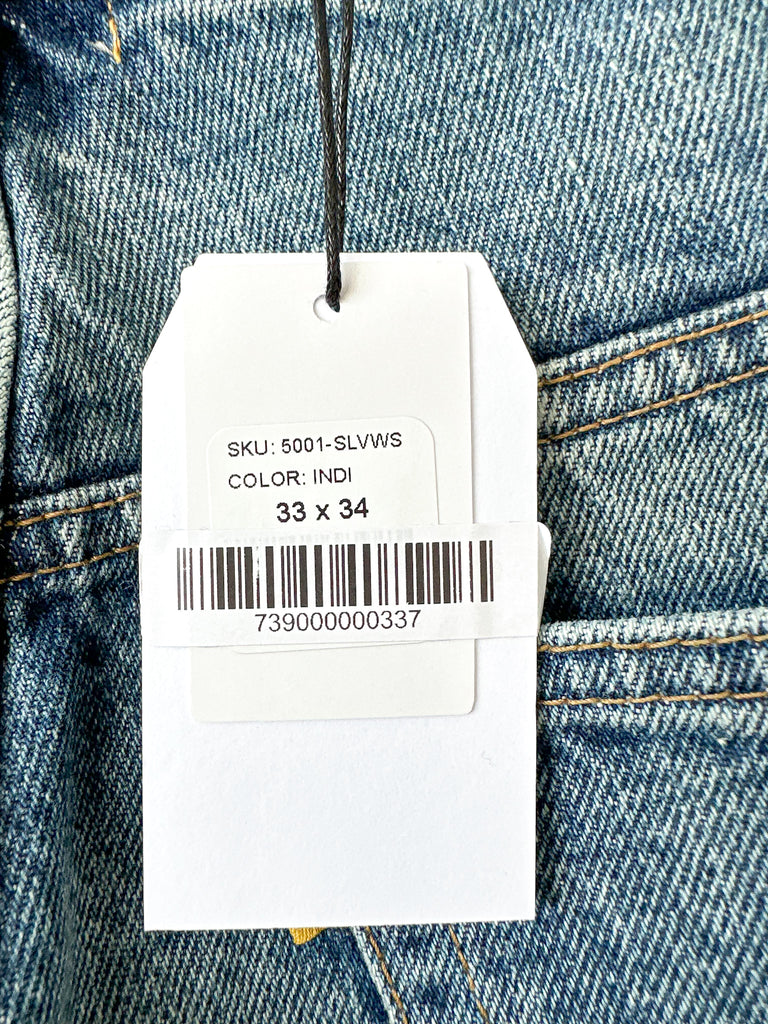 SKU: 5001-SLVWS
COLOR: INDI
33 x 34
739000000337